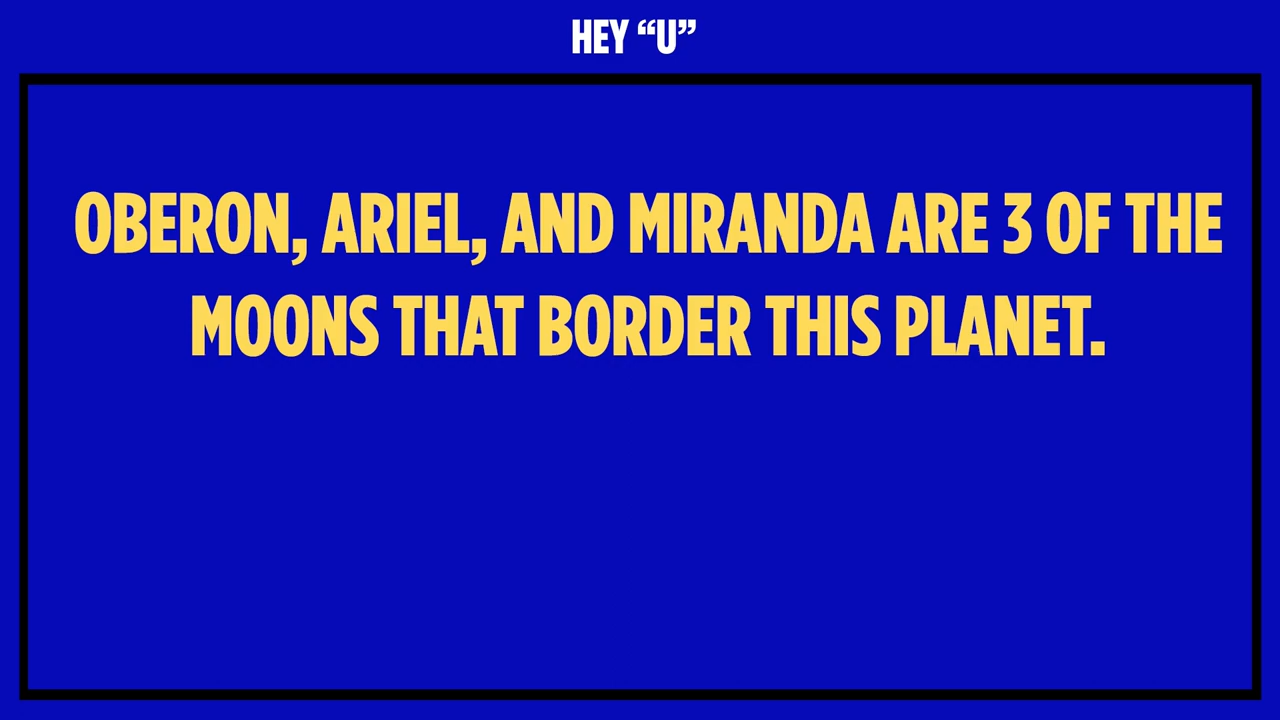 HEY “U”
OBERON, ARIEL, AND MIRANDA ARE 3 OF THE
MOONS THAT BORDER THIS PLANET.